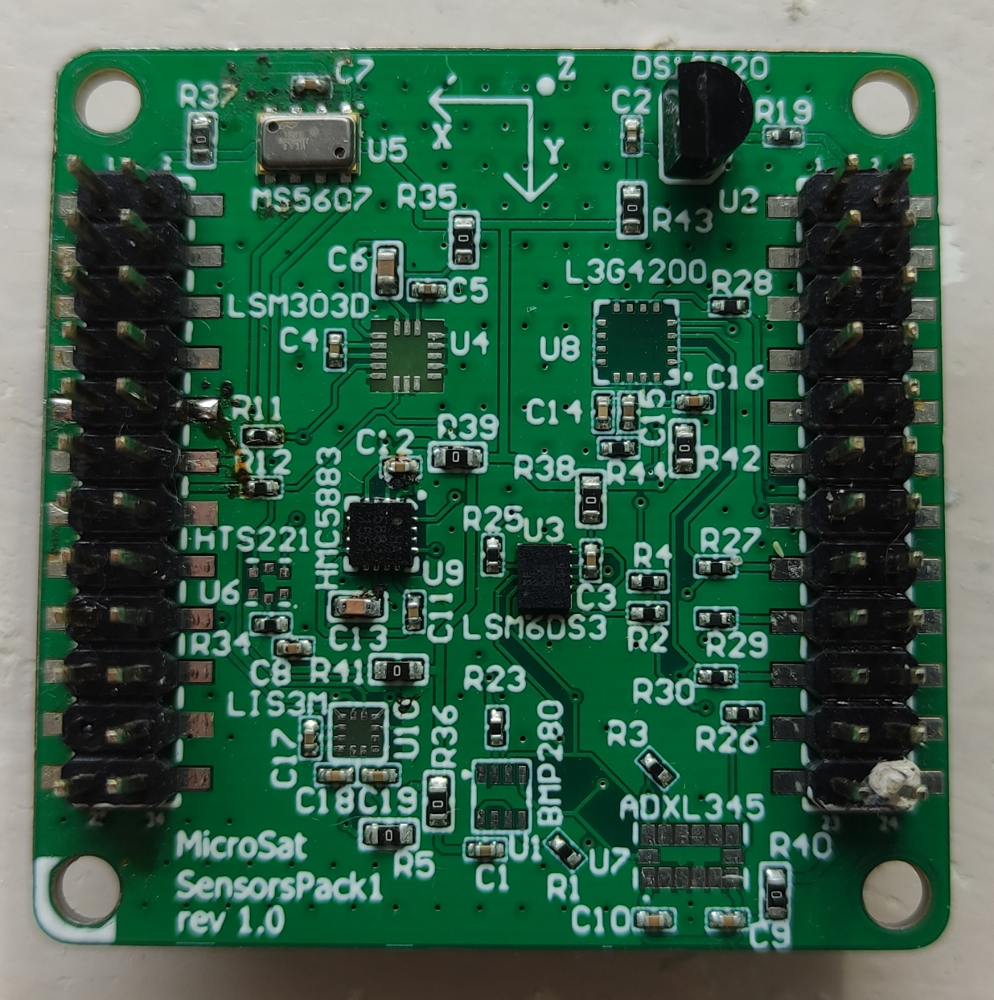 C7
Z
R37
C2
R19
X
Y
U5
MS5607
R35
R43
U2
C6
C5
L3G4200
R28
LSM303D
C4
U4
U8
C16
C14
C15
R11
R12
C12
R39
R38
R44
R42
HMC5883
HTS221
R25
U3
R4
R27
U6
U9
C11
C3
C13
LSM6DS3
R2
R29
R34
C8
R41
R23
R30
LIS3M
U10
R36
BMP280
R3
R26
C17
C18
C19
ADXL345
R5
C1
U1
R1
U7
R40
C10
C9
MicroSat
SensorsPack1
rev 1.0